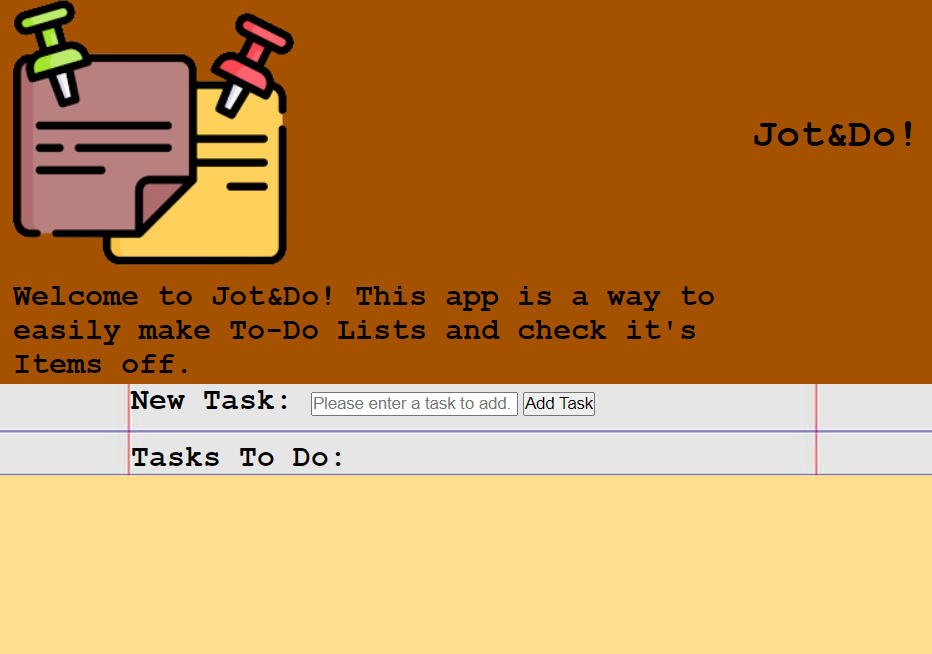 Jot&Do!
Welcome to Jot&Do! This app is a way to
easily make To-Do Lists and check it's
Items off.
New Task: Please enter a task to add. Add Task
Tasks To Do: